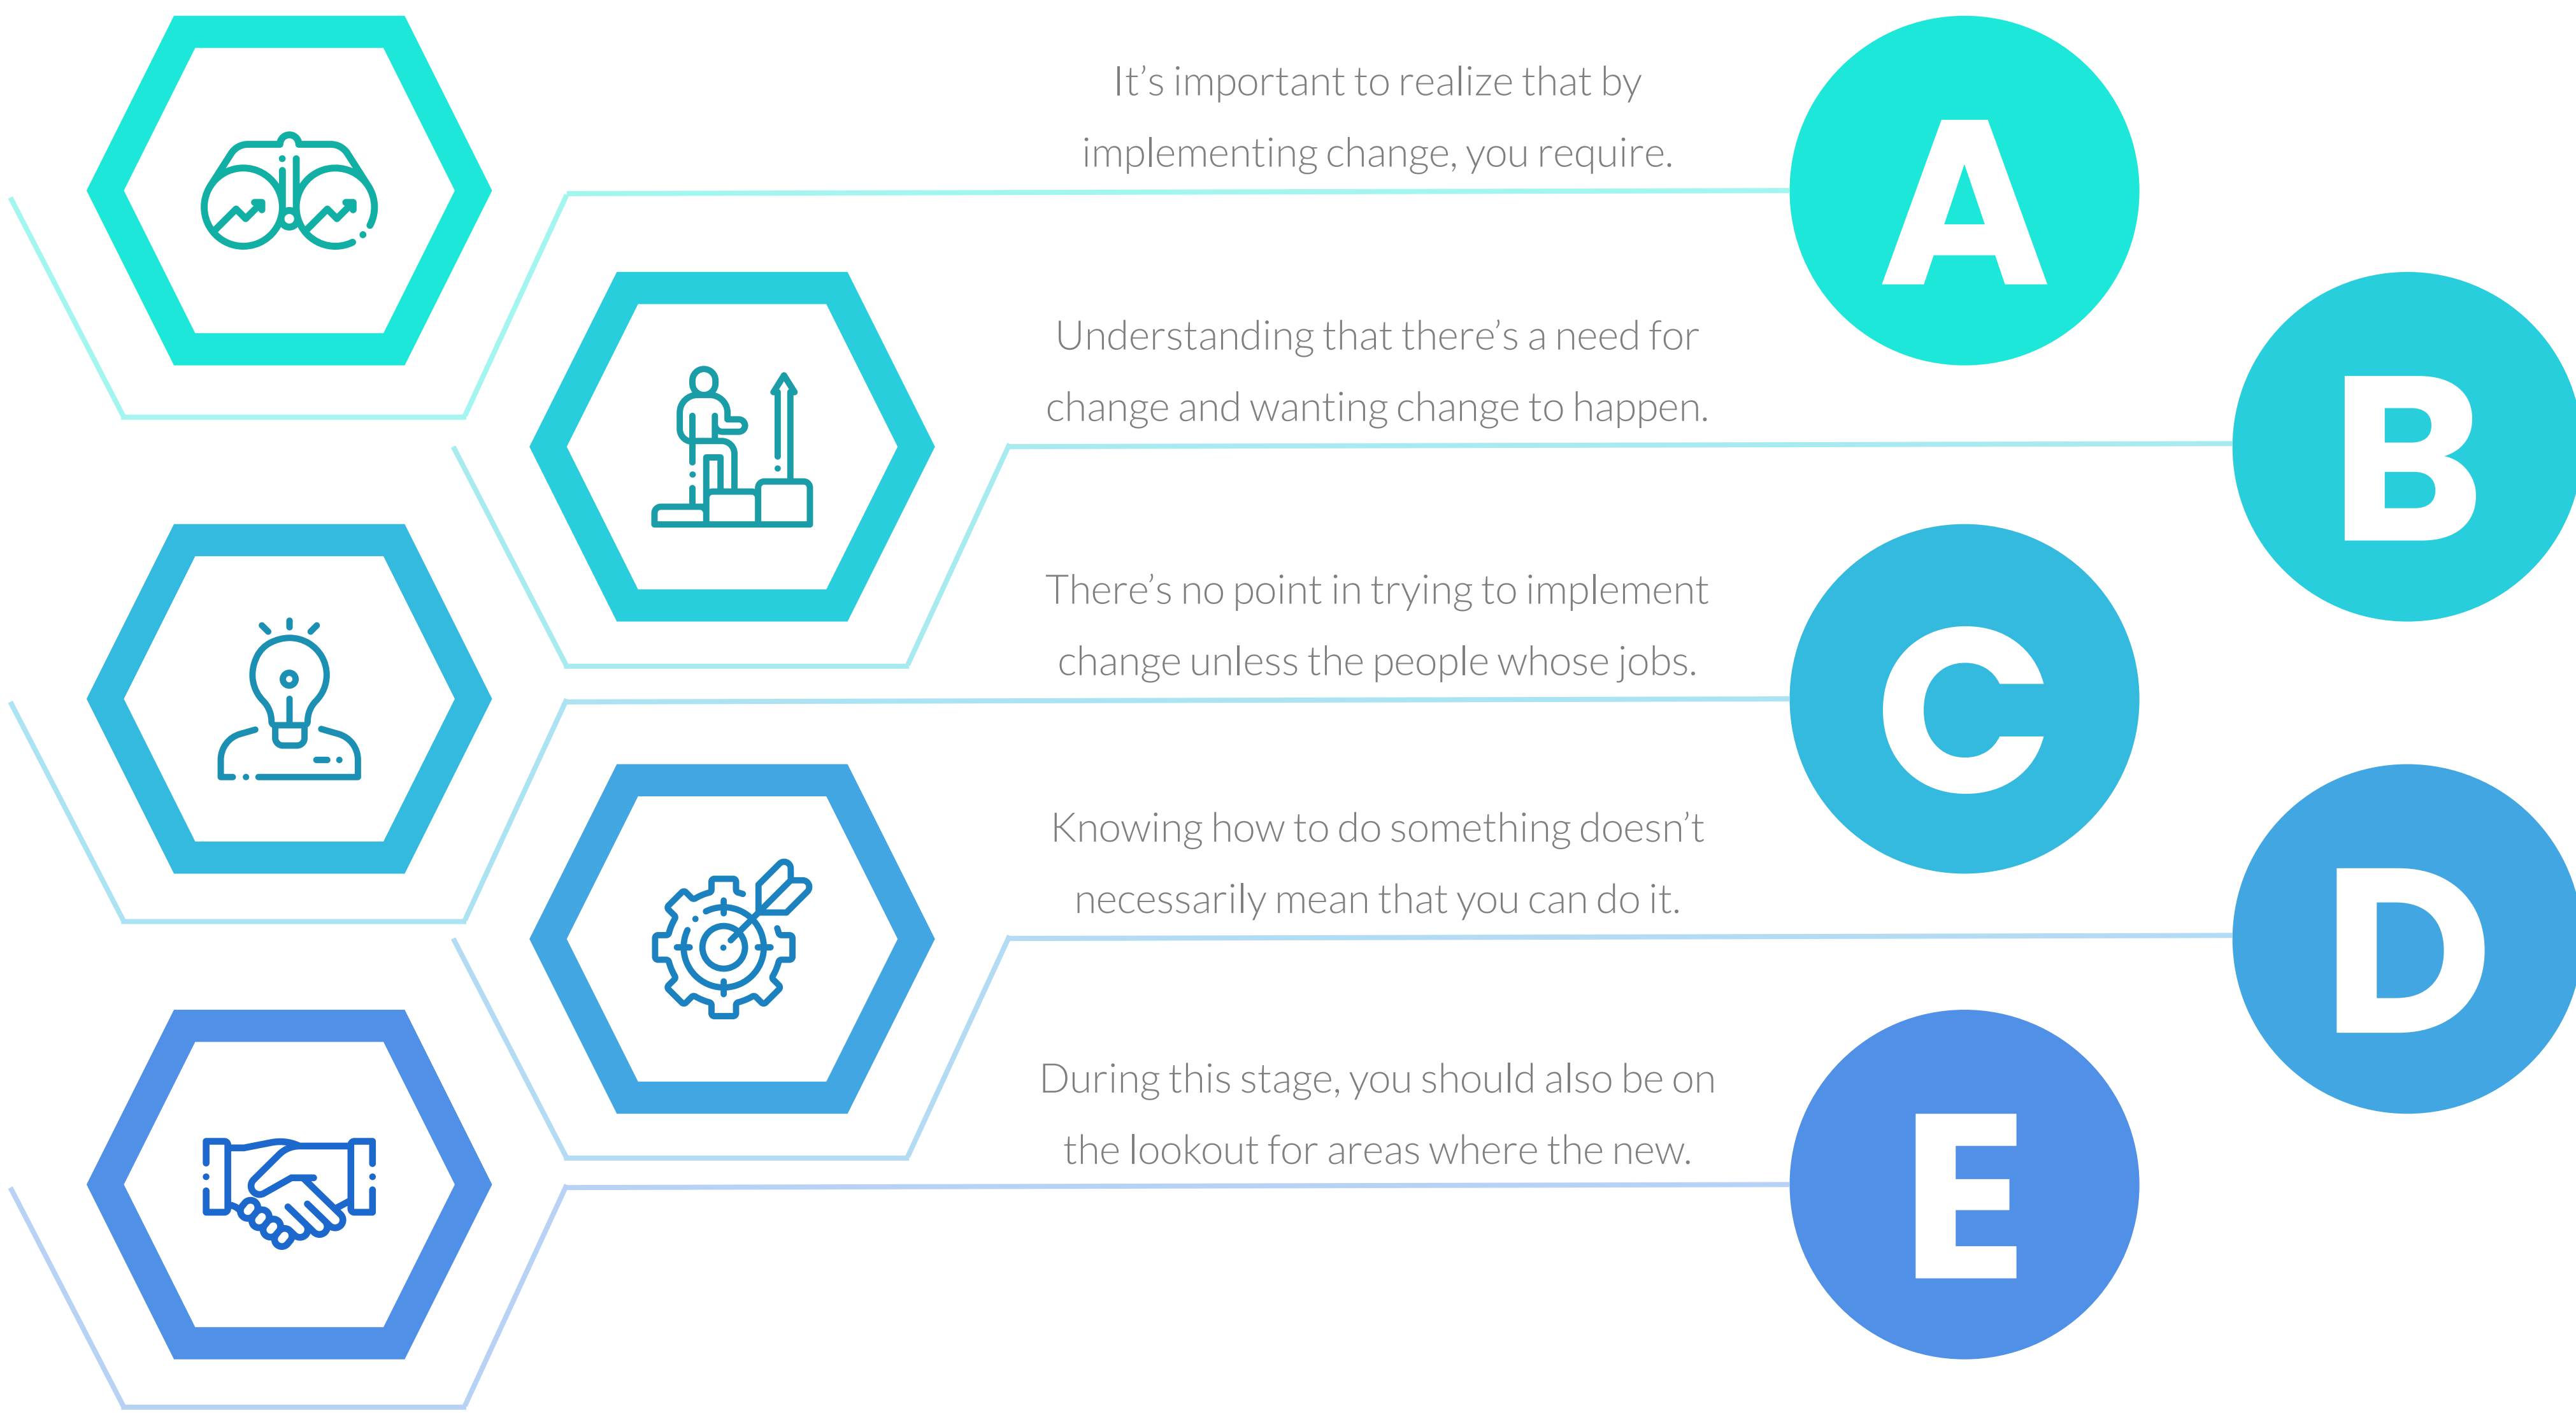 It’s important to realize that by
implementing change, you require.
A
Understanding that there’s a need for
change and wanting change to happen.
B
There’s no point in trying to implement
change unless the people whose jobs.
C
Knowing how to do something doesn’t
necessarily mean that you can do it.
D
During this stage, you should also be on
the lookout for areas where the new.
E